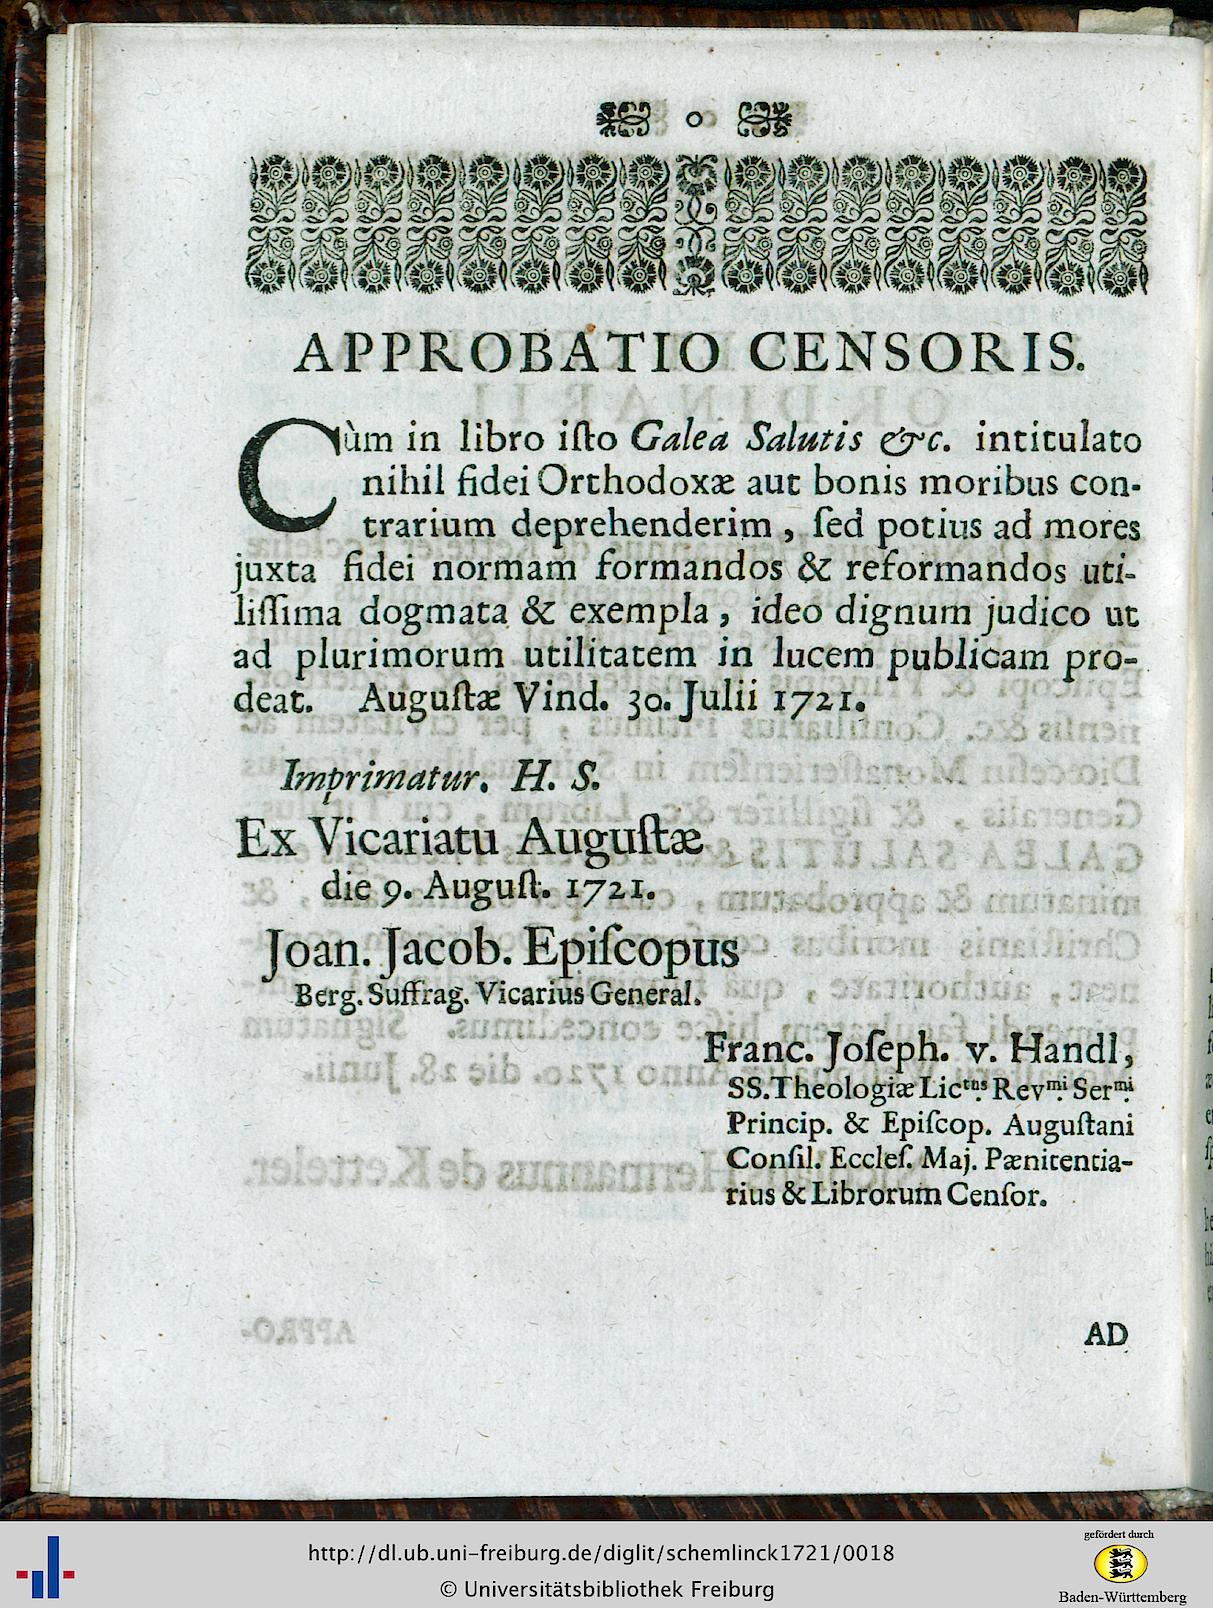 APPROBATIO CENSORIS.
Cùm in libro iſto Galea Salutis &c. intitulato
nihil fidei Orthodoxæ aut bonis moribus con-
trarium deprehenderim, ſed potius ad mores
juxta fidei normam formandos & reformandos uti-
liſſima dogmata & exempla, ideo dignum judico ut
ad plurimorum utilitatem in lucem publicam pro-
deat. Auguſtæ Vind. 30. Julii 1721.
Imprimatur. H. S.
Ex Vicariatu Auguſtæ
die 9. Auguſt. 1721.
Joan. Jacob. Epiſcopus
Berg. Suffrag. Vicarius General.
Franc. Joſeph. v. Handl,
SS. Theologiæ Lic.tus Rev.mi Ser.mi
Princip. & Epiſcop. Auguſtani
Conſil. Eccleſ. Maj. Pænitentia-
rius & Librorum Cenſor.
AD
http://dl.ub.uni-freiburg.de/diglit/schemlinck1721/0018
© Universitätsbibliothek Freiburg
gefördert durch
Baden-Württemberg